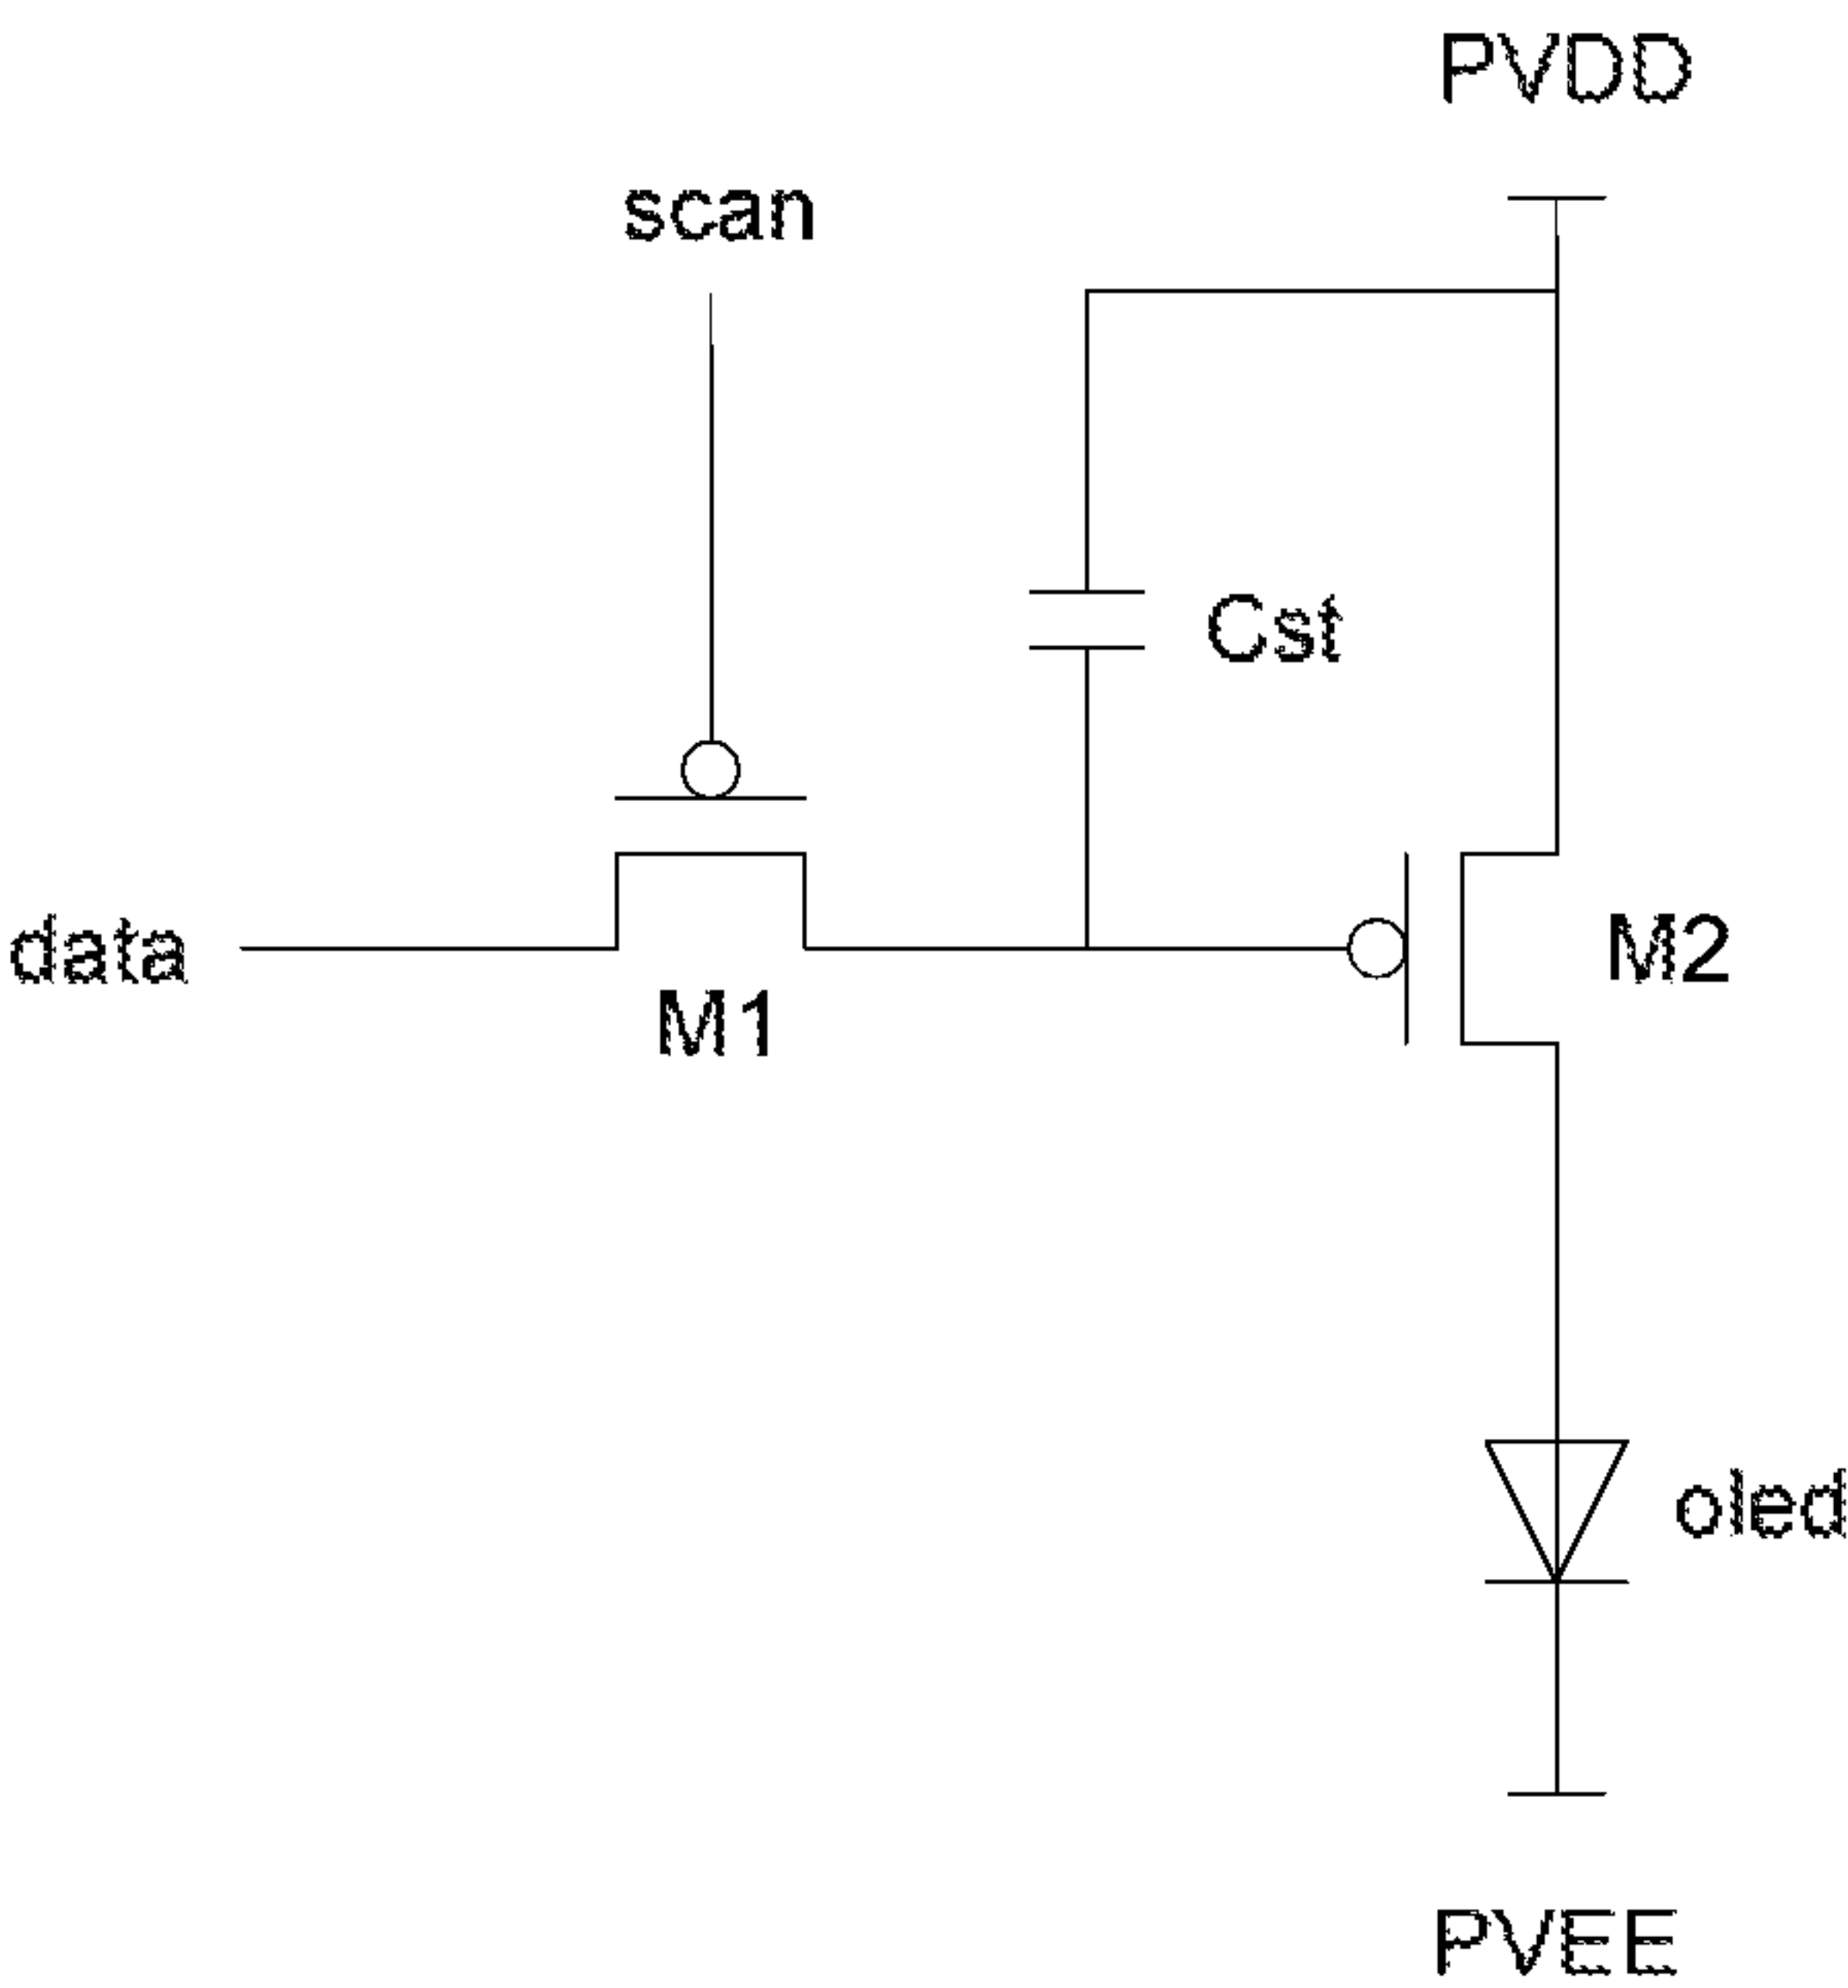 PVDD
scan
Cst
data
M2
M1
oled
PVEE